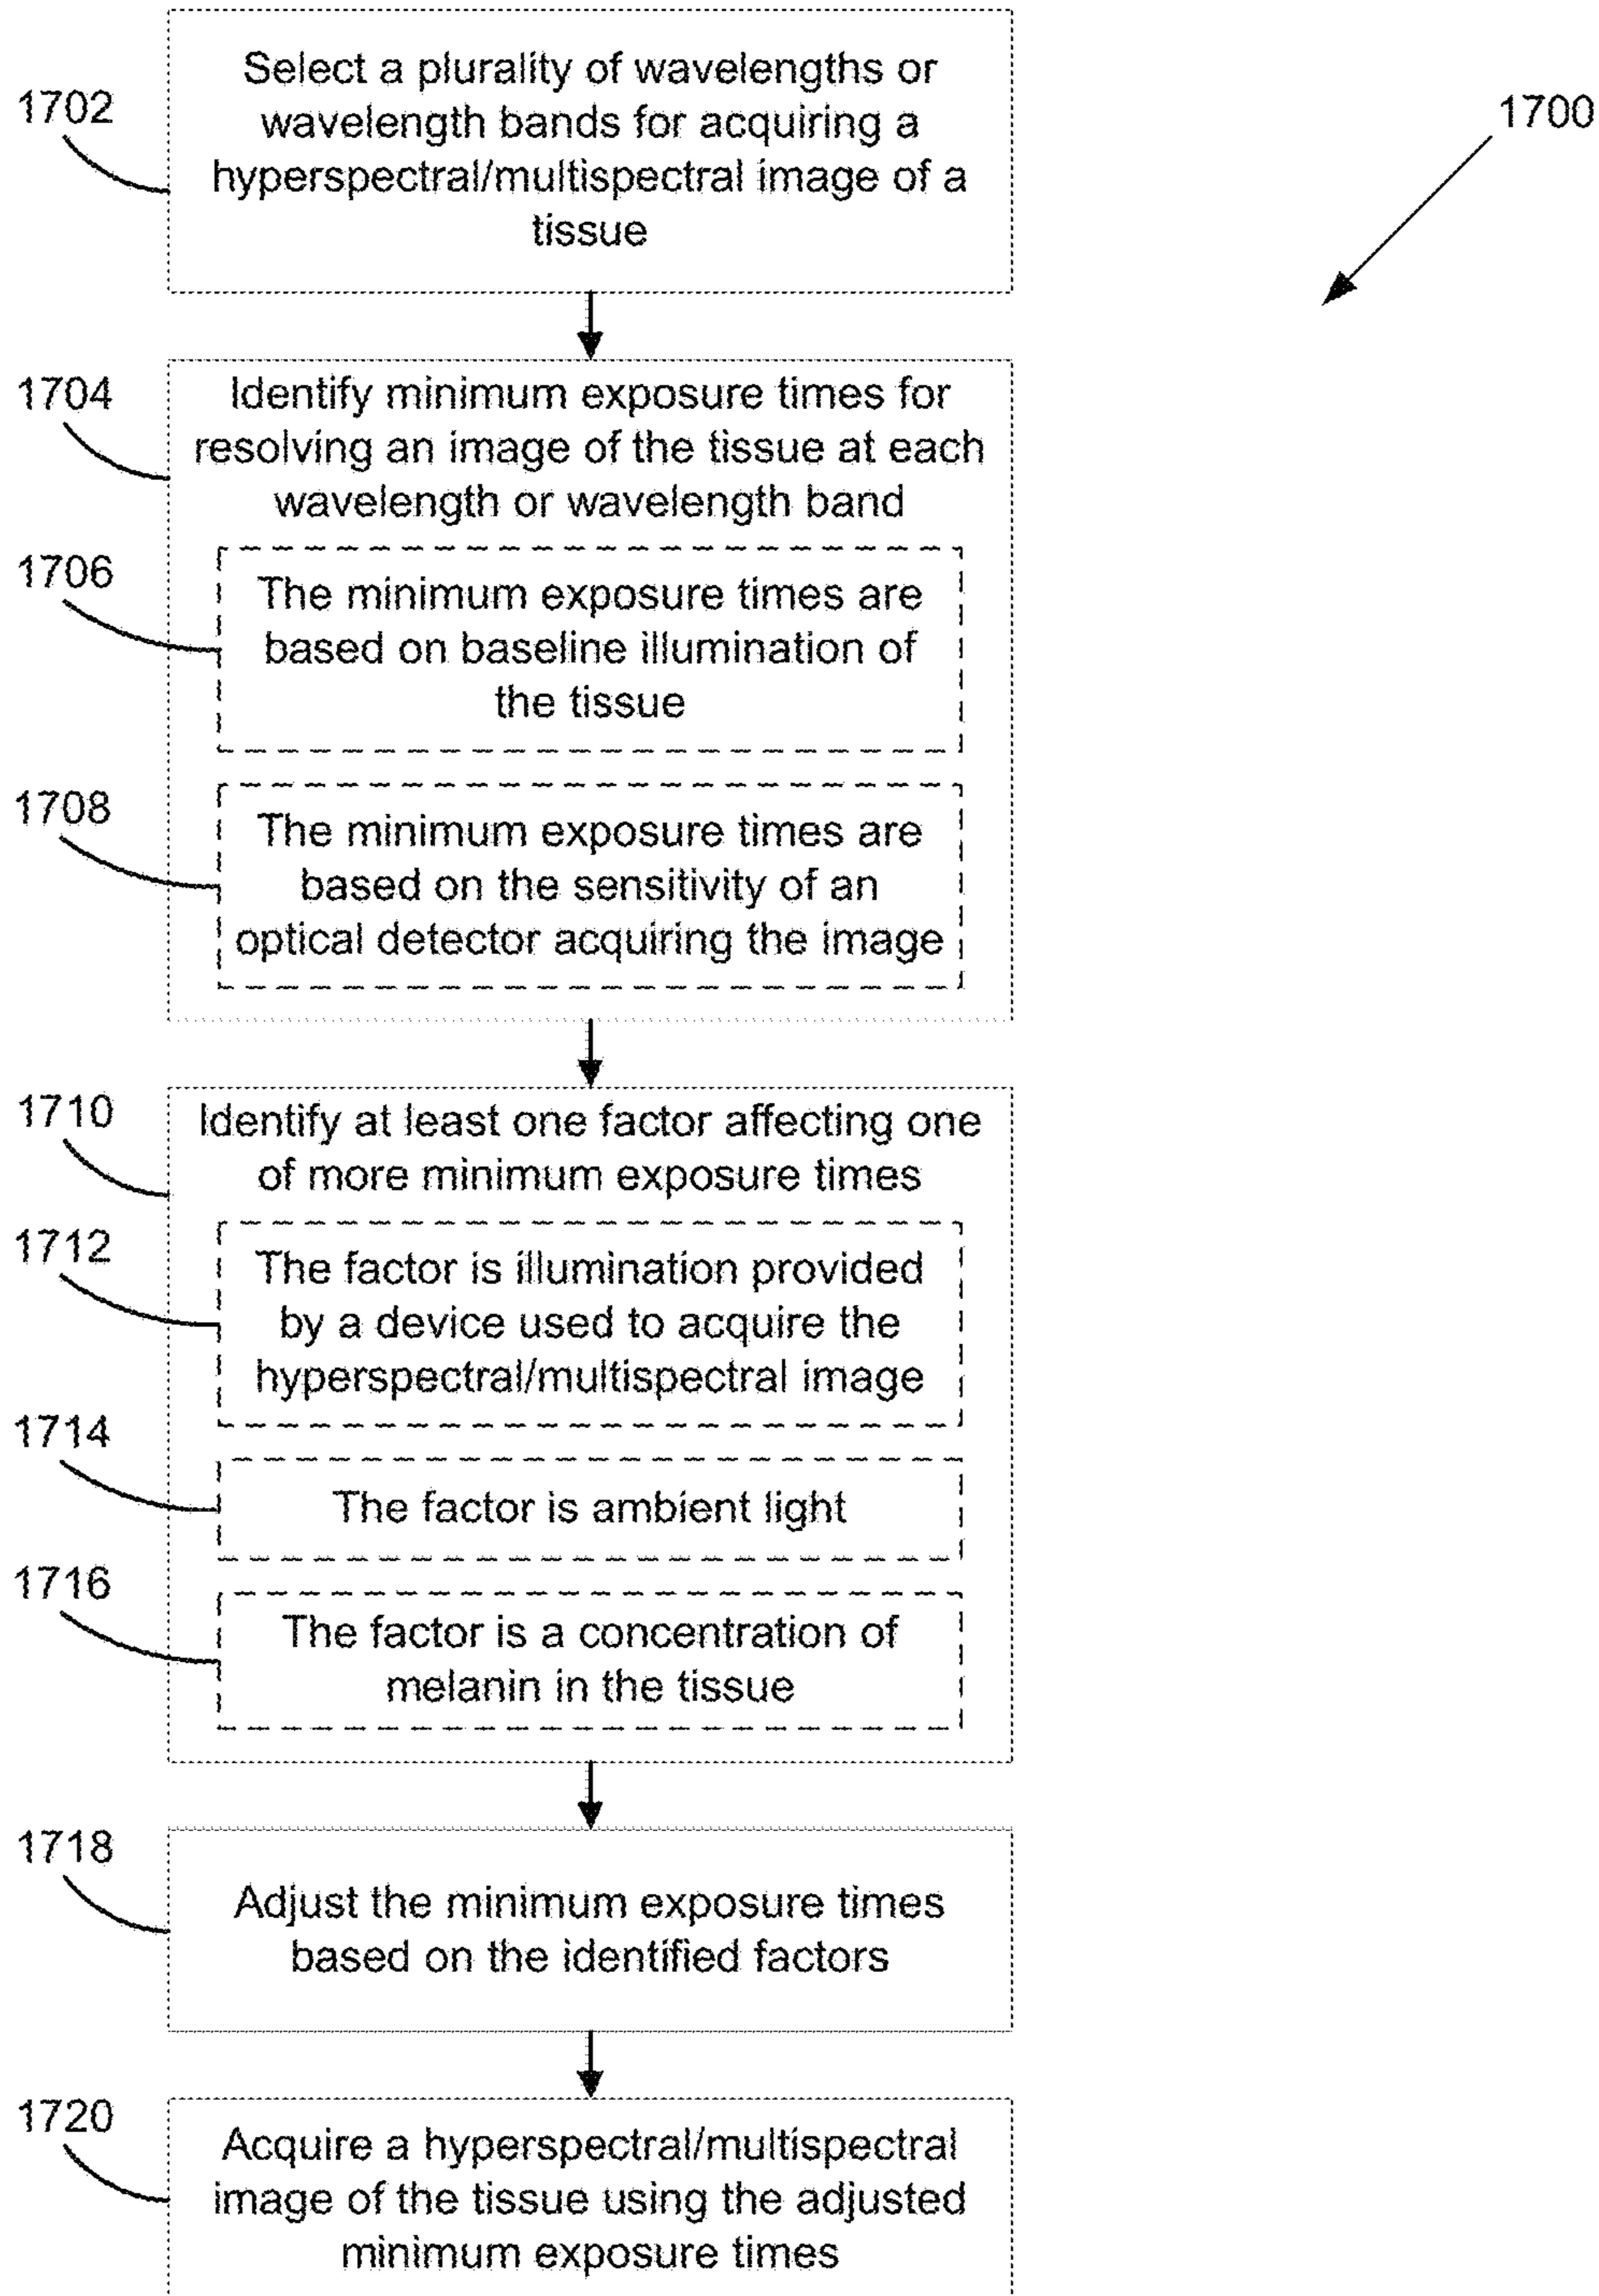 1700
1702
Select a plurality of wavelengths or
wavelength bands for acquiring a
hyperspectral/multispectral image of a
tissue
1704
Identify minimum exposure times for
resolving an image of the tissue at each
wavelength or wavelength band
1706
The minimum exposure times are
based on baseline illumination of
the tissue
1708
The minimum exposure times are
based on the sensitivity of an
optical detector acquiring the image
1710
Identify at least one factor affecting one
of more minimum exposure times
1712
The factor is illumination provided
by a device used to acquire the
hyperspectral/multispectral image
1714
The factor is ambient light
1716
The factor is a concentration of
melanin in the tissue
1718
Adjust the minimum exposure times
based on the identified factors
1720
Acquire a hyperspectral/multispectral
image of the tissue using the adjusted
minimum exposure times